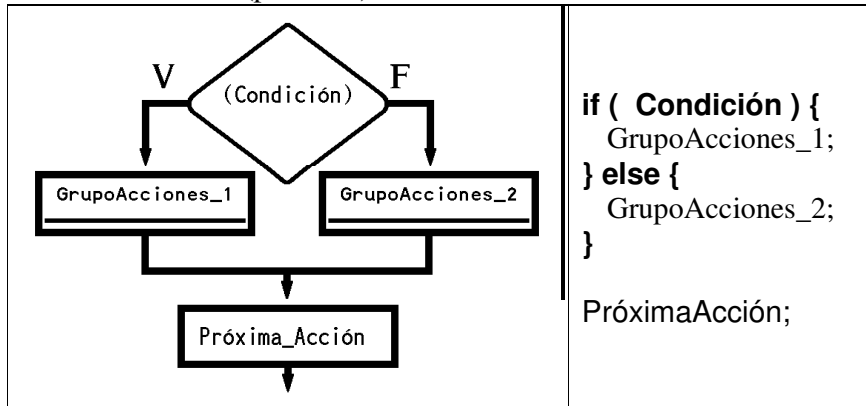 V
F
(Condición)
GrupoAcciones_1
GrupoAcciones_2
Próxima_Acción
if ( Condición ) {
GrupoAcciones_1;
} else {
GrupoAcciones_2;
}
PróximaAcción;